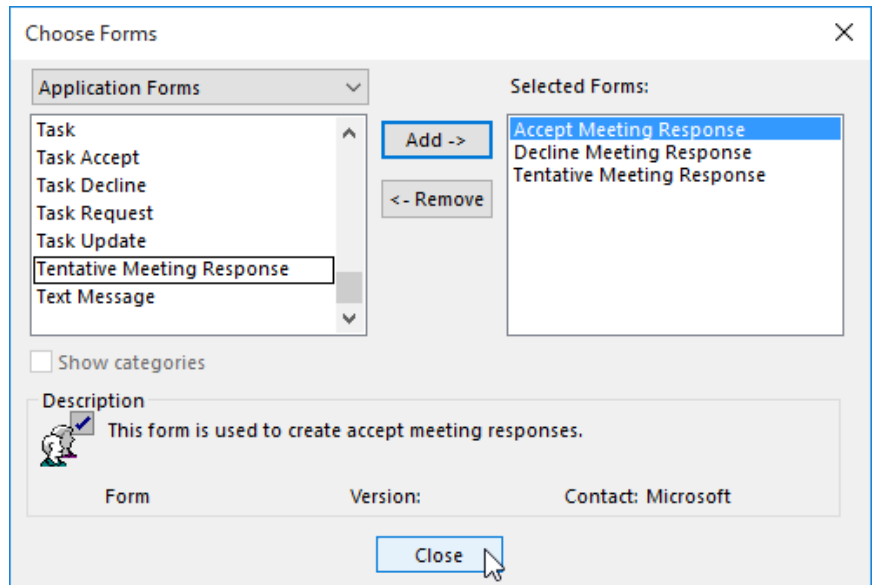 Choose Forms
Application Forms
Selected Forms:
Task
Task Accept
Task Decline
Task Request
Task Update
Tentative Meeting Response
Text Message
Add ->
<- Remove
Accept Meeting Response
Decline Meeting Response
Tentative Meeting Response
Show categories
Description
This form is used to create accept meeting responses.
Form Version: Contact: Microsoft
Close